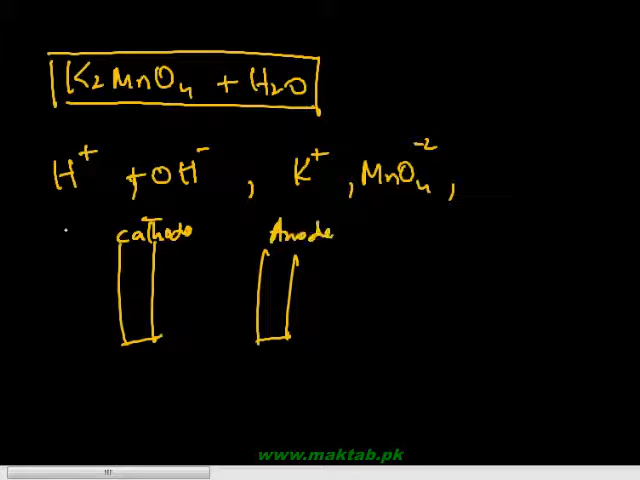 K2MnO4 + H2O
H+ , + OH- , K+ , MnO4-2 ,
Cathode Anode
www.maktab.pk